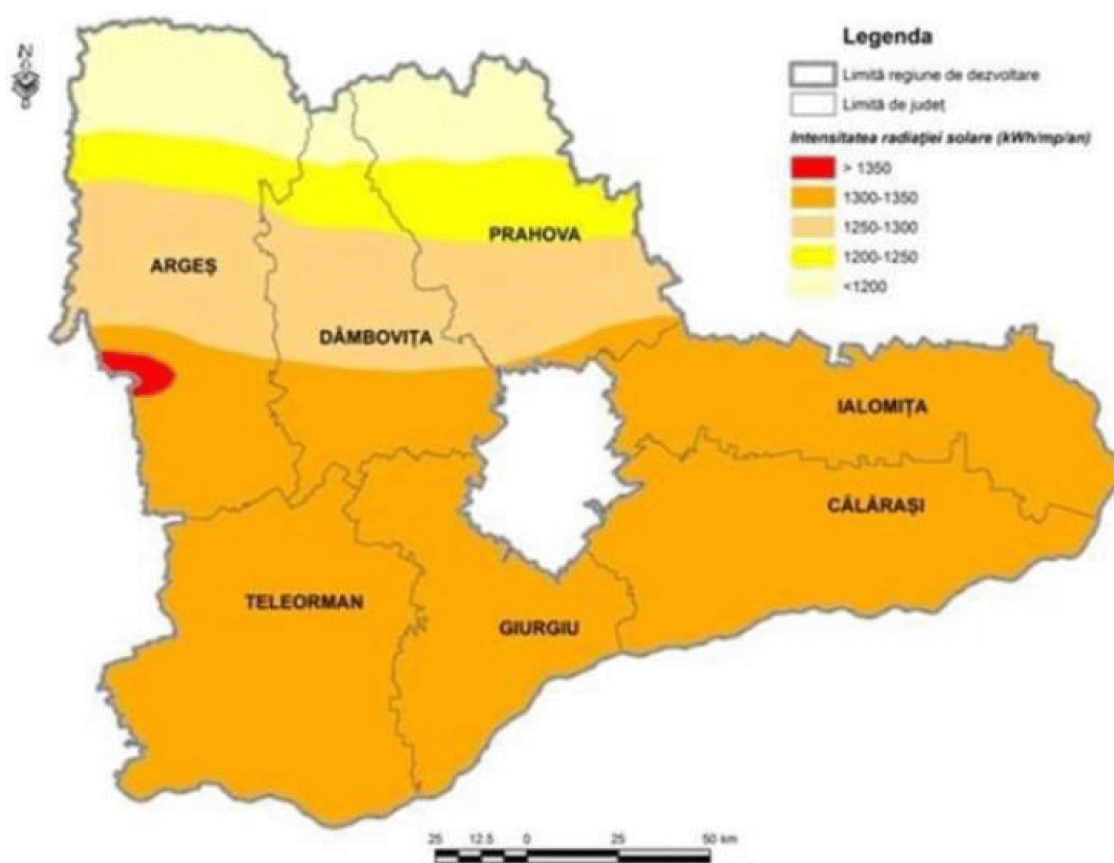 N
Legenda
Limită regiune de dezvoltare
Limită de județ
Intensitatea radiației solare (kWh/mp/an)
> 1350
1300-1350
1250-1300
1200-1250
<1200
PRAHOVA
ARGEȘ
DÂMBOVIȚA
IALOMIȚA
CĂLĂRAȘI
TELEORMAN
GIURGIU
25 12.5 0 25 50 km